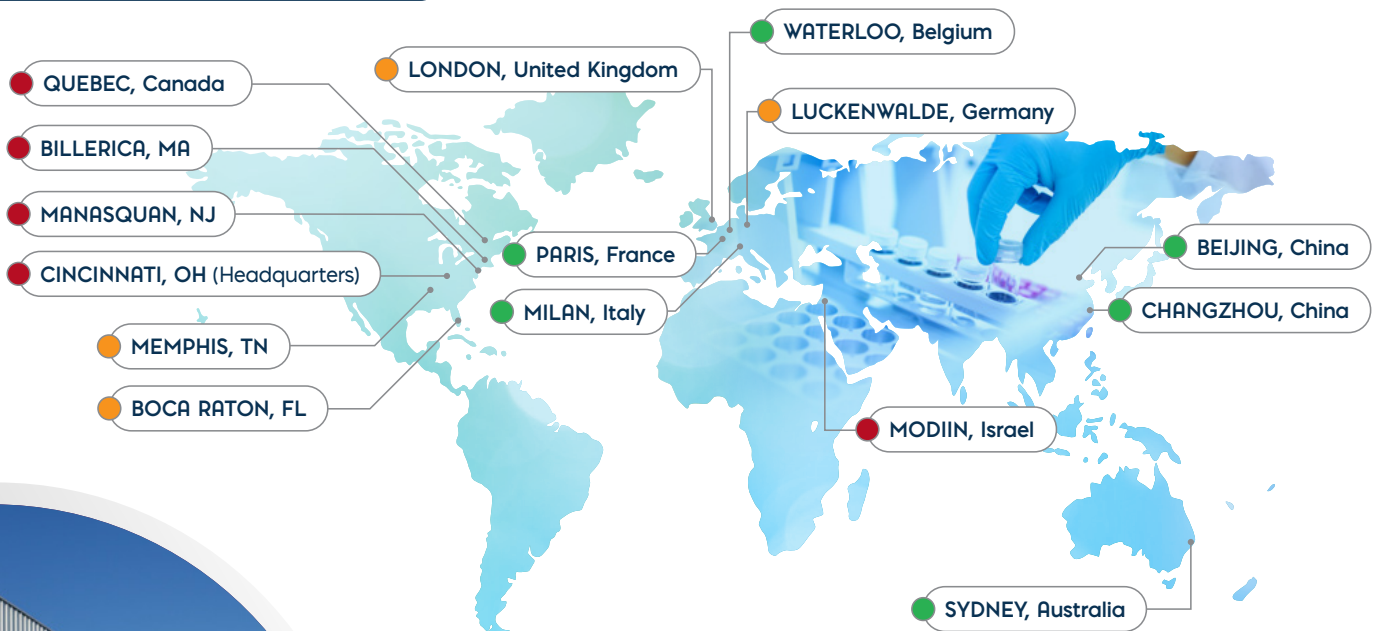 WATERLOO, Belgium
LONDON, United Kingdom
QUEBEC, Canada
LUCKENWALDE, Germany
BILLERICA, MA
MANASQUAN, NJ
PARIS, France
BEIJING, China
CINCINNATI, OH (Headquarters)
MILAN, Italy
CHANGZHOU, China
MEMPHIS, TN
BOCA RATON, FL
MODIIN, Israel
SYDNEY, Australia